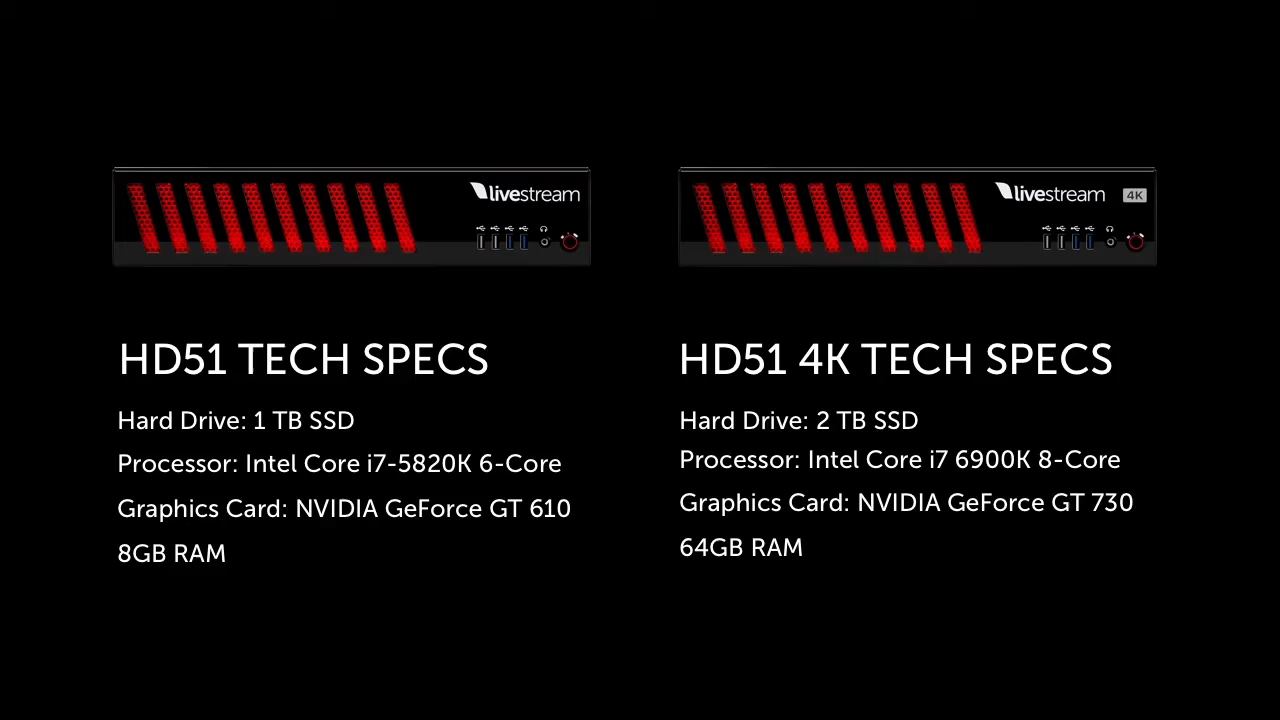 livestream
livestream 4K
HD51 TECH SPECS
Hard Drive: 1 TB SSD
Processor: Intel Core i7-5820K 6-Core
Graphics Card: NVIDIA GeForce GT 610
8GB RAM
HD51 4K TECH SPECS
Hard Drive: 2 TB SSD
Processor: Intel Core i7 6900K 8-Core
Graphics Card: NVIDIA GeForce GT 730
64GB RAM